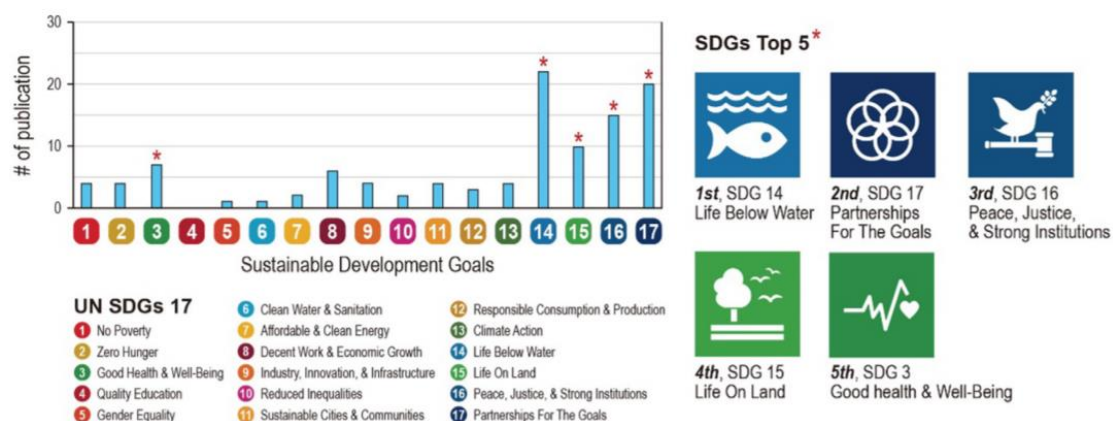 30
20
10
0
# of publication
*
*
*
*
*
1 2 3 4 5 6 7 8 9 10 11 12 13 14 15 16 17
Sustainable Development Goals
UN SDGs 17
1 No Poverty
2 Zero Hunger
3 Good Health & Well-Being
4 Quality Education
5 Gender Equality
6 Clean Water & Sanitation
7 Affordable & Clean Energy
8 Decent Work & Economic Growth
9 Industry, Innovation, & Infrastructure
10 Reduced Inequalities
11 Sustainable Cities & Communities
12 Responsible Consumption & Production
13 Climate Action
14 Life Below Water
15 Life On Land
16 Peace, Justice, & Strong Institutions
17 Partnerships For The Goals
SDGs Top 5*
1st, SDG 14
Life Below Water
2nd, SDG 17
Partnerships
For The Goals
3rd, SDG 16
Peace, Justice,
& Strong Institutions
4th, SDG 15
Life On Land
5th, SDG 3
Good health & Well-Being